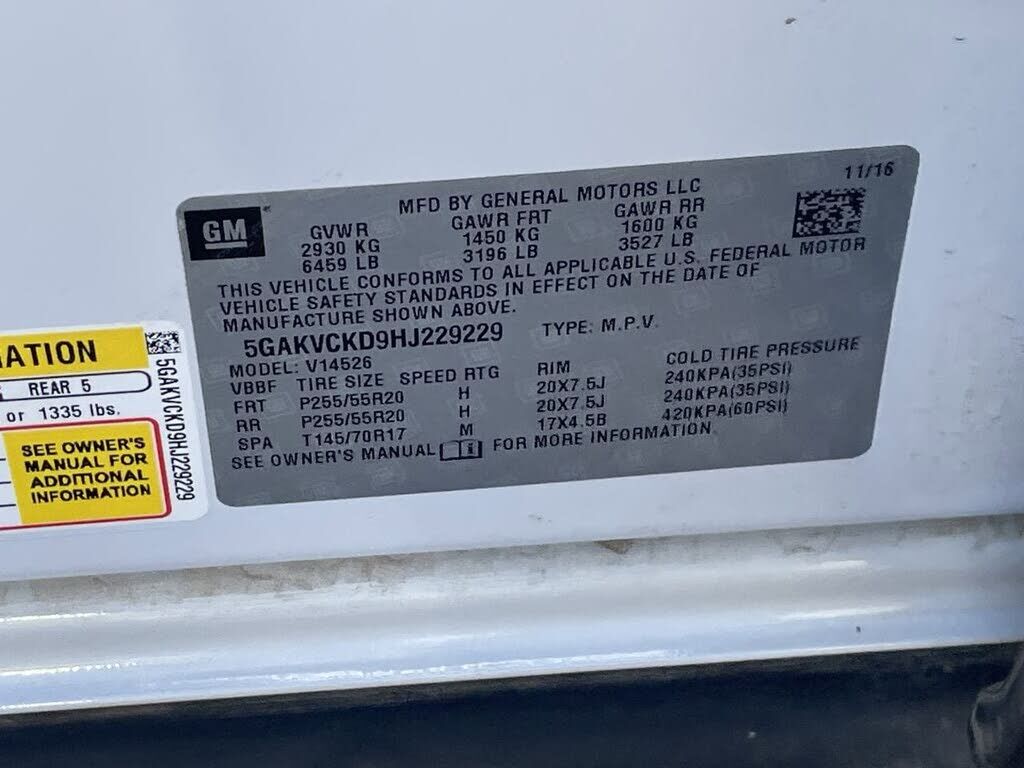 MFD BY GENERAL MOTORS LLC 11/16
GM
GVWR GAWR FRT GAWR RR
2930 KG 1450 KG 1600 KG
6459 LB 3196 LB 3527 LB
THIS VEHICLE CONFORMS TO ALL APPLICABLE U.S. FEDERAL MOTOR
VEHICLE SAFETY STANDARDS IN EFFECT ON THE DATE OF
MANUFACTURE SHOWN ABOVE.
5GAKVCKD9HJ229229 TYPE: M.P.V.
MODEL: V14526
VBBF TIRE SIZE SPEED RTG RIM COLD TIRE PRESSURE
FRT P255/55R20 H 20X7.5J 240KPA(35PSI)
RR P255/55R20 H 20X7.5J 240KPA(35PSI)
SPA T145/70R17 M 17X4.5B 420KPA(60PSI)
SEE OWNER'S MANUAL FOR MORE INFORMATION.
ATION
REAR 5
or 1335 lbs.
SEE OWNER'S
MANUAL FOR
ADDITIONAL
INFORMATION
5GAKVCKD9HJ229229